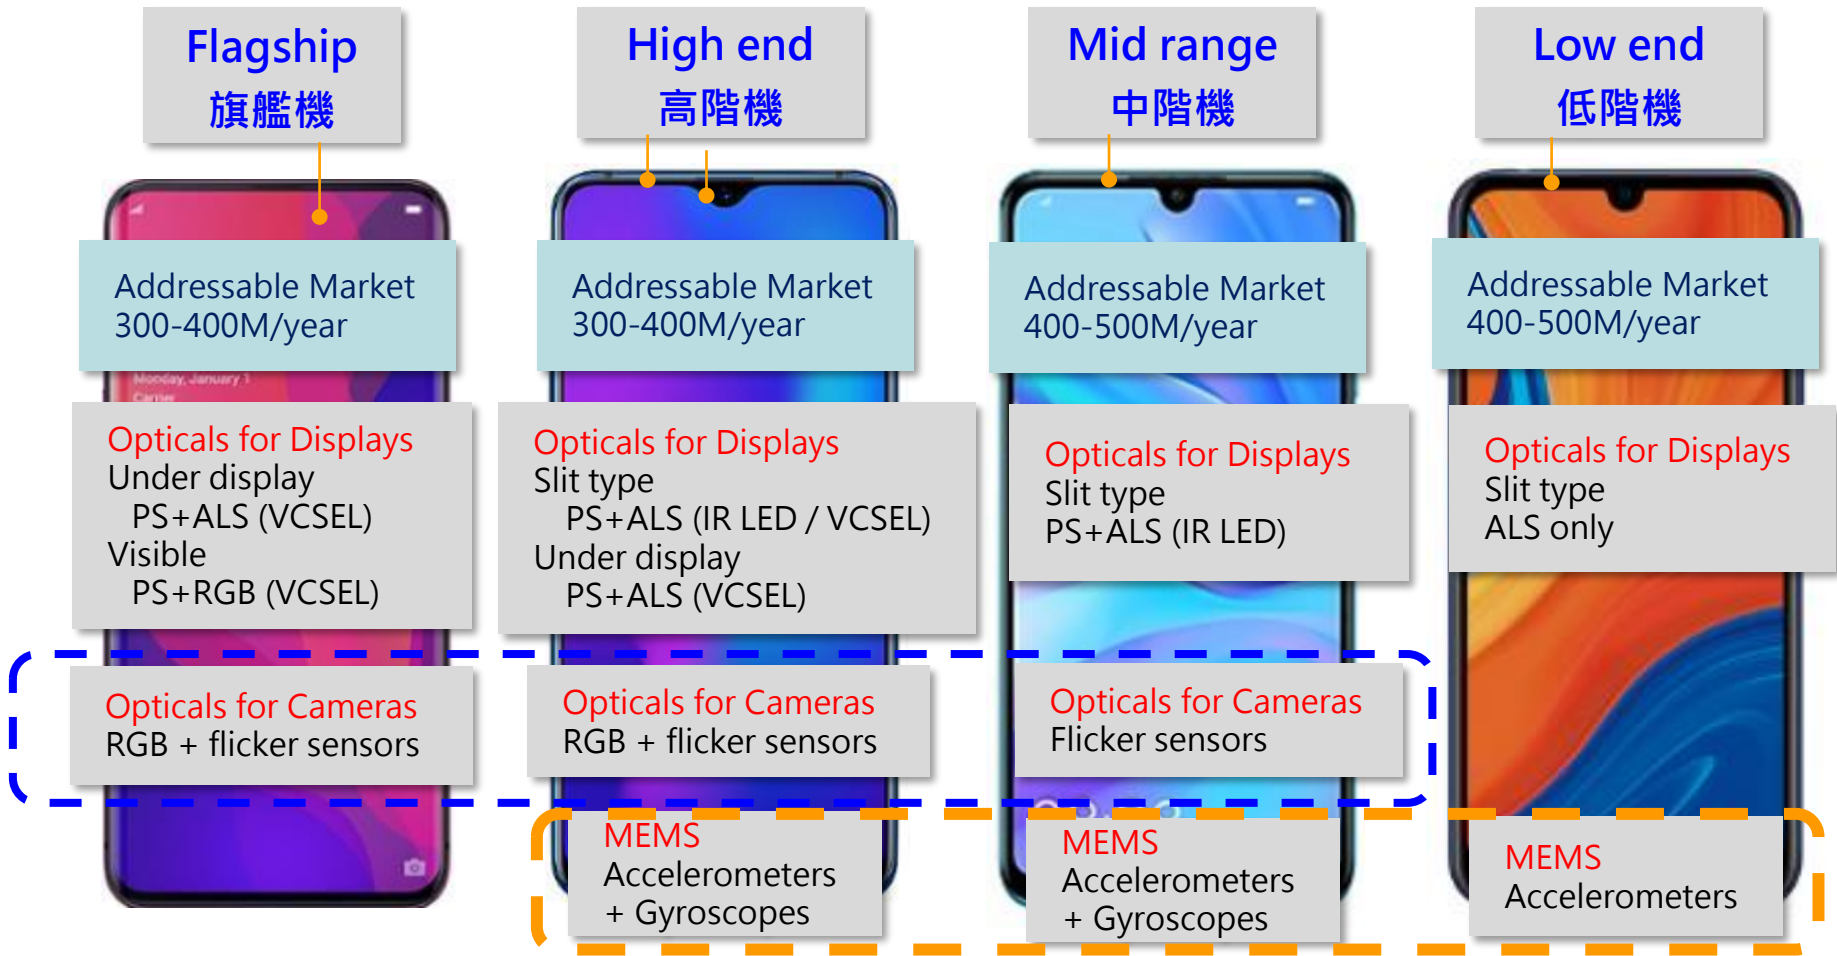 Flagship
旗艦機
High end
高階機
Mid range
中階機
Low end
低階機
Addressable Market
300-400M/year
Addressable Market
300-400M/year
Addressable Market
400-500M/year
Addressable Market
400-500M/year
Monday, January 1
Carrier
Opticals for Displays
Under display
PS+ALS (VCSEL)
Visible
PS+RGB (VCSEL)
Opticals for Displays
Slit type
PS+ALS (IR LED / VCSEL)
Under display
PS+ALS (VCSEL)
Opticals for Displays
Slit type
PS+ALS (IR LED)
Opticals for Displays
Slit type
ALS only
Opticals for Cameras
RGB + flicker sensors
Opticals for Cameras
RGB + flicker sensors
Opticals for Cameras
Flicker sensors
MEMS
Accelerometers
+ Gyroscopes
MEMS
Accelerometers
+ Gyroscopes
MEMS
Accelerometers